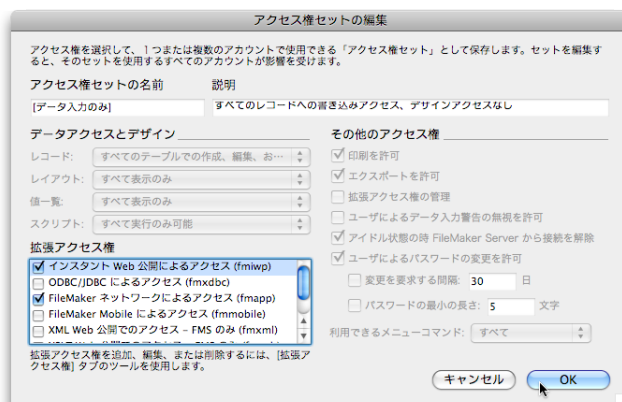 アクセス権セットの編集
アクセス権を選択して、1つまたは複数のアカウントで使用できる「アクセス権セット」として保存します。セットを編集す
ると、そのセットを使用するすべてのアカウントが影響を受けます。
アクセス権セットの名前 説明
[データ入力のみ] すべてのレコードへの書き込みアクセス、デザインアクセスなし
データアクセスとデザイン
レコード: すべてのテーブルでの作成、編集、お…
レイアウト: すべて表示のみ
値一覧: すべて表示のみ
スクリプト: すべて実行のみ可能
拡張アクセス権
インスタント Web 公開によるアクセス (fmiwp)
ODBC/JDBC によるアクセス (fmxdbc)
FileMaker ネットワークによるアクセス (fmapp)
FileMaker Mobile によるアクセス (fmmobile)
XML Web 公開でのアクセス – FMS のみ (fmxml)
拡張アクセス権を追加、編集、または削除するには、[拡張ア
クセス権] タブのツールを使用します。
その他のアクセス権
印刷を許可
エクスポートを許可
拡張アクセス権の管理
ユーザによるデータ入力警告の無視を許可
アイドル状態の時 FileMaker Server から接続を解除
ユーザによるパスワードの変更を許可
変更を要求する間隔: 30 日
パスワードの最小の長さ: 5 文字
利用できるメニューコマンド: すべて
キャンセル OK